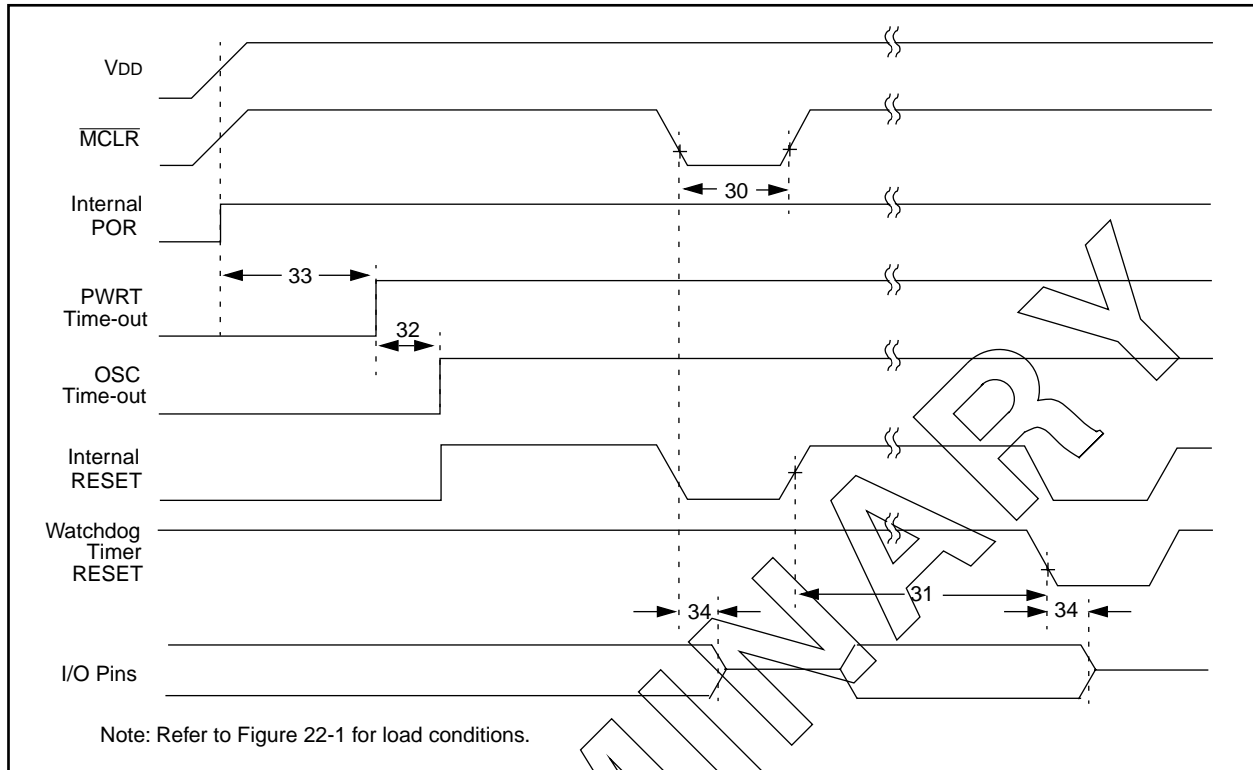 VDD
MCLR
30
Internal
POR
33
PWRT
Time-out
32
OSC
Time-out
Internal
RESET
Watchdog
Timer
RESET
31
34
34
I/O Pins
Note: Refer to Figure 22-1 for load conditions.
INARY